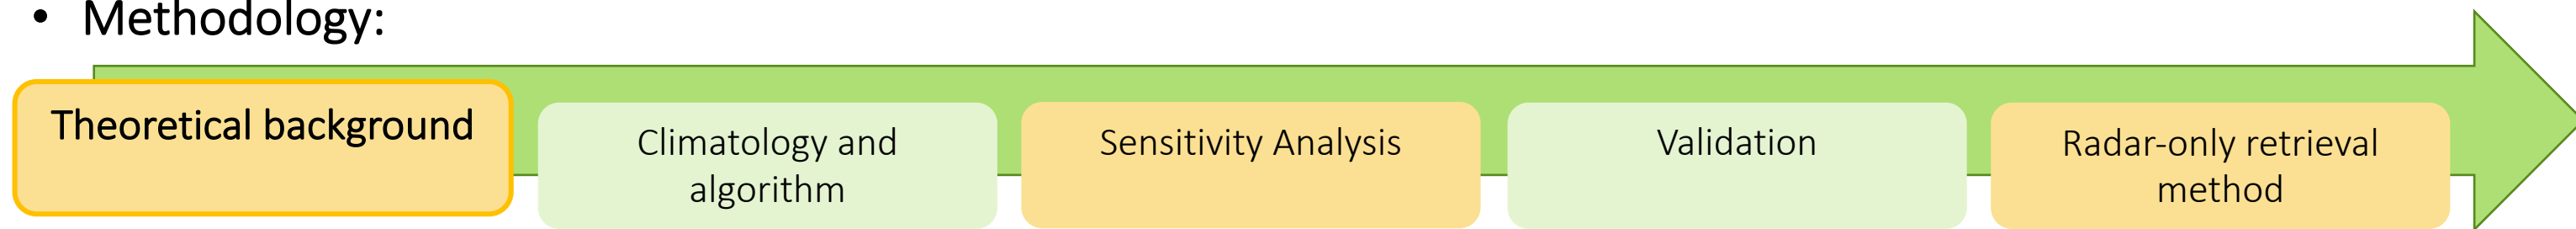 • Methodology:
Theoretical background
Climatology and
algorithm
Sensitivity Analysis
Validation
Radar-only retrieval
method